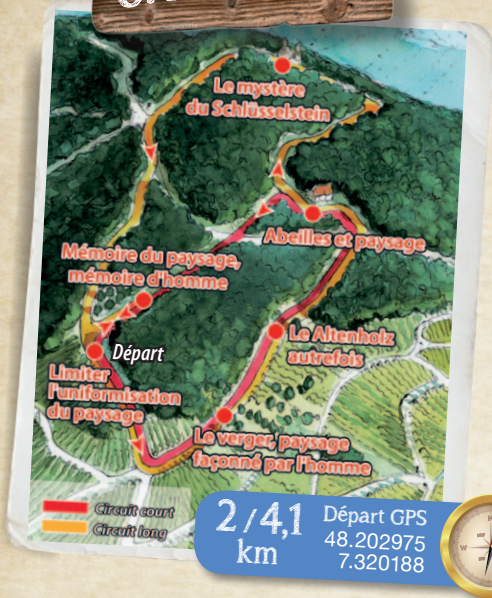 Le mystère
du Schlüsselstein
Abeilles et paysage
Mémoire du paysage,
mémoire d'homme
Le Altenholz
autrefois
Départ
Limiter
l'uniformisation
du paysage
Le verger, paysage
façonné par l'homme
Circuit court
Circuit long
2/4,1
km
Départ GPS
48.202975
7.320188
W